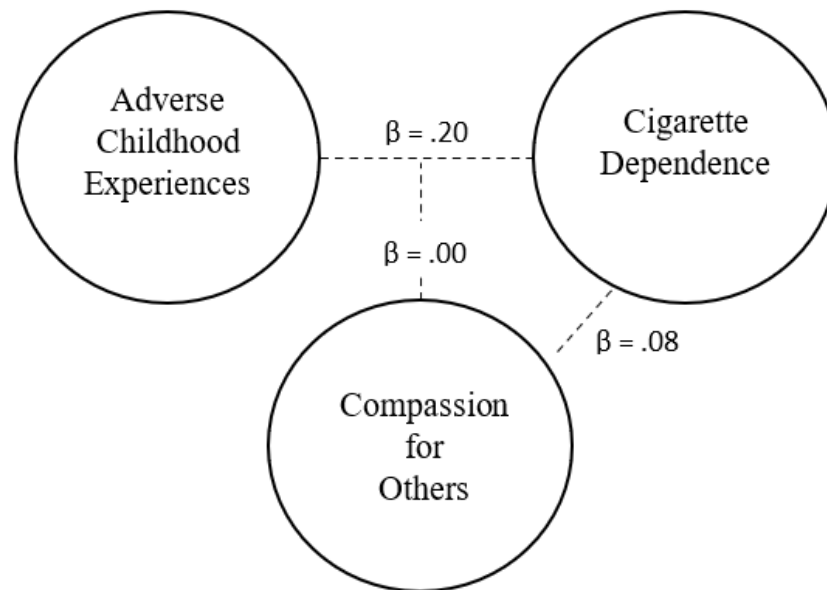 Adverse
Childhood
Experiences
β = .20
Cigarette
Dependence
β = .00
β = .08
Compassion
for
Others